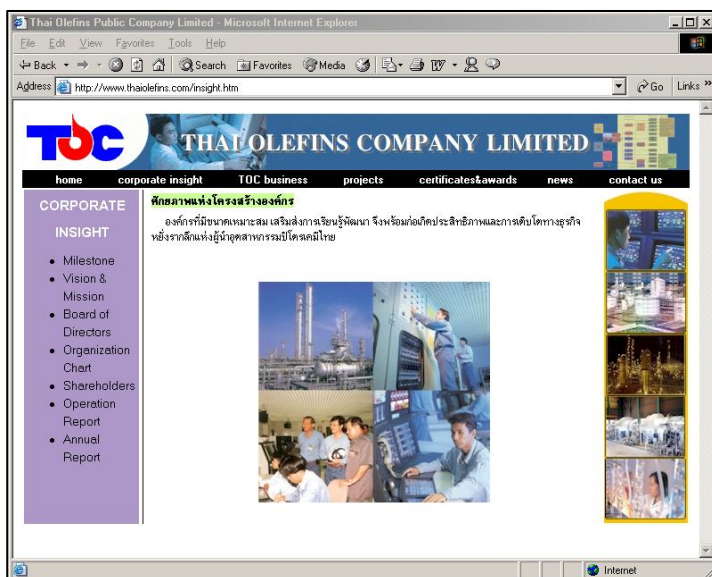 Thai Olefins Public Company Limited - Microsoft Internet Explorer
File Edit View Favorites Tools Help
Back Search Favorites Media
Address http://www.thaiolefins.com/insight.htm Go Links »
TOC THAI OLEFINS COMPANY LIMITED
home corporate insight TOC business projects certificates&awards news contact us
CORPORATE
INSIGHT
• Milestone
• Vision &
Mission
• Board of
Directors
• Organization
Chart
• Shareholders
• Operation
Report
• Annual
Report
ศักยภาพแห่งโครงสร้างองค์กร
องค์กรที่มีขนาดเหมาะสม เสริมส่งการเรียนรู้พัฒนา จึงพร้อมก่อเกิดประสิทธิภาพและการเติบโตทางธุรกิจ
หยั่งรากลึกแห่งผู้นำอุตสาหกรรมปิโตรเคมีไทย
Internet